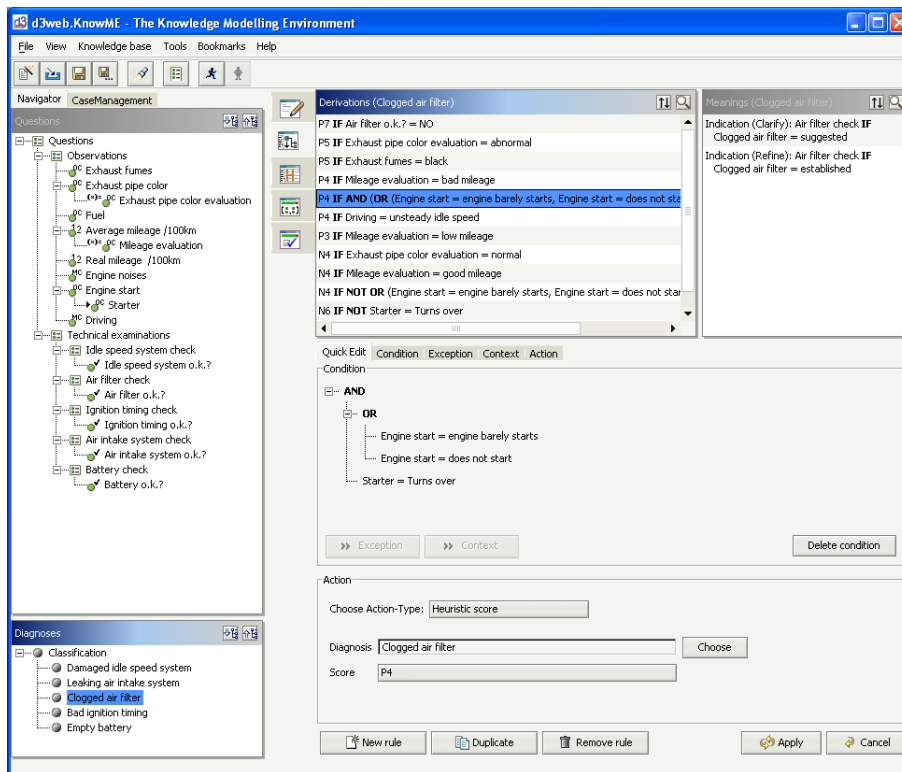 d3 d3web.KnowME - The Knowledge Modelling Environment
File View Knowledge base Tools Bookmarks Help
Navigator CaseManagement
Questions
Questions
Observations
OC Exhaust fumes
OC Exhaust pipe color
(*)= OC Exhaust pipe color evaluation
OC Fuel
12 Average mileage /100km
(*)= OC Mileage evaluation
12 Real mileage /100km
MC Engine noises
OC Engine start
OC Starter
MC Driving
Technical examinations
Idle speed system check
Idle speed system o.k.?
Air filter check
Air filter o.k.?
Ignition timing check
Ignition timing o.k.?
Air intake system check
Air intake system o.k.?
Battery check
Battery o.k.?
Diagnoses
Classification
Damaged idle speed system
Leaking air intake system
Clogged air filter
Bad ignition timing
Empty battery
Derivations (Clogged air filter)
P7 IF Air filter o.k.? = NO
P5 IF Exhaust pipe color evaluation = abnormal
P5 IF Exhaust fumes = black
P4 IF Mileage evaluation = bad mileage
P4 IF AND (OR (Engine start = engine barely starts, Engine start = does not sta
P4 IF Driving = unsteady idle speed
P3 IF Mileage evaluation = low mileage
N4 IF Exhaust pipe color evaluation = normal
N4 IF Mileage evaluation = good mileage
N4 IF NOT OR (Engine start = engine barely starts, Engine start = does not star
N6 IF NOT Starter = Turns over
Meanings (Clogged air filter)
Indication (Clarify): Air filter check IF
Clogged air filter = suggested
Indication (Refine): Air filter check IF
Clogged air filter = established
Quick Edit Condition Exception Context Action
Condition
AND
OR
Engine start = engine barely starts
Engine start = does not start
Starter = Turns over
Exception Context Delete condition
Action
Choose Action-Type: Heuristic score
Diagnosis Clogged air filter Choose
Score P4
New rule Duplicate Remove rule Apply Cancel